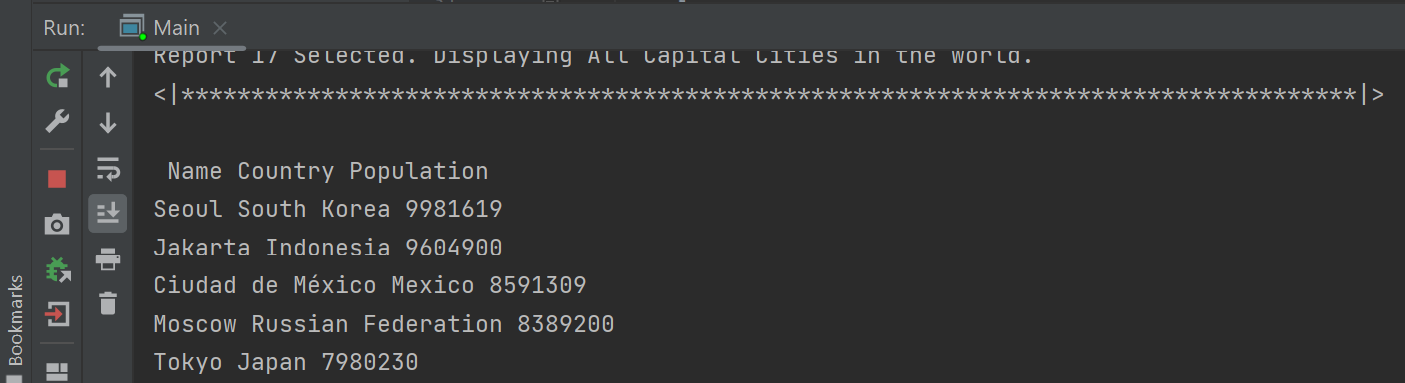 Run: Main
Report 17 Selected. Displaying All Capital Cities in the World.
<|************************************************************************************|>
Name Country Population
Seoul South Korea 9981619
Jakarta Indonesia 9604900
Ciudad de México Mexico 8591309
Moscow Russian Federation 8389200
Tokyo Japan 7980230
Bookmarks